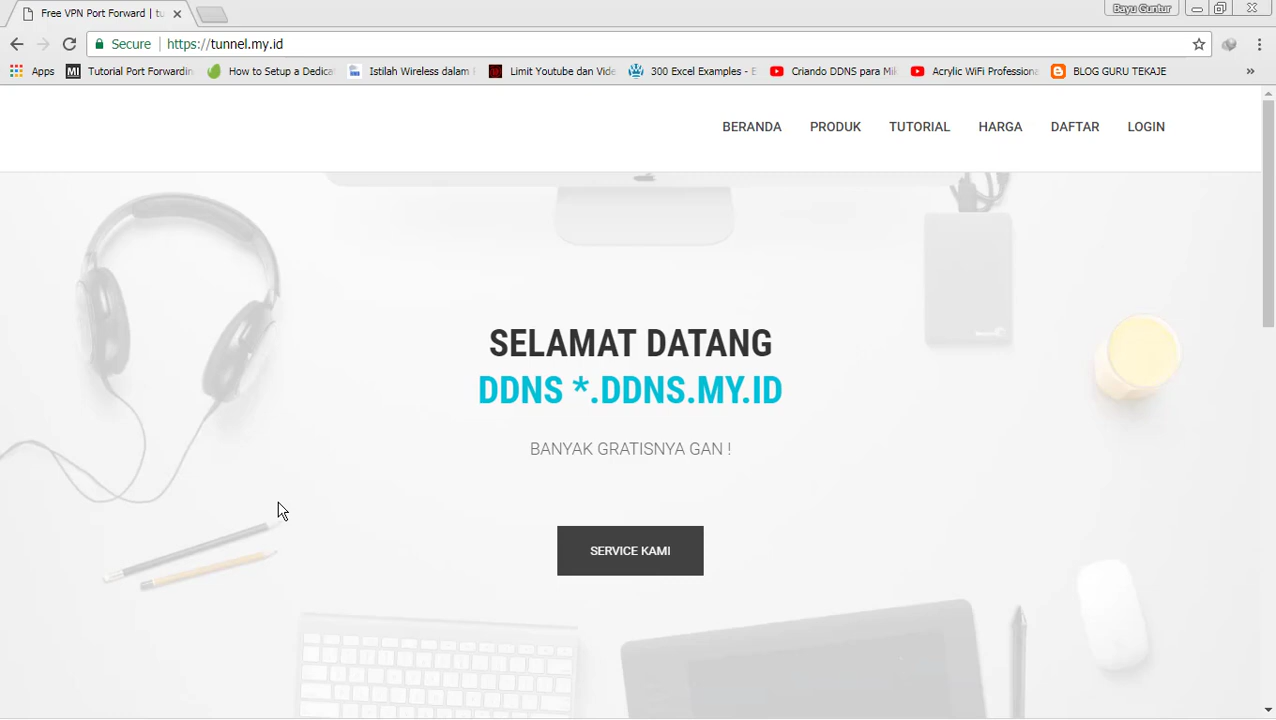 Free VPN Port Forward | tu
Bayu Guntur
Secure
https://tunnel.my.id
Apps
MI
Tutorial Port Forwardin
How to Setup a Dedica
Istilah Wireless dalam
Limit Youtube dan Vide
300 Excel Examples - E
Criando DDNS para Mik
Acrylic WiFi Professiona
BLOG GURU TEKAJE
»
BERANDA
PRODUK
TUTORIAL
HARGA
DAFTAR
LOGIN
SELAMAT DATANG
DDNS *.DDNS.MY.ID
BANYAK GRATISNYA GAN !
SERVICE KAMI